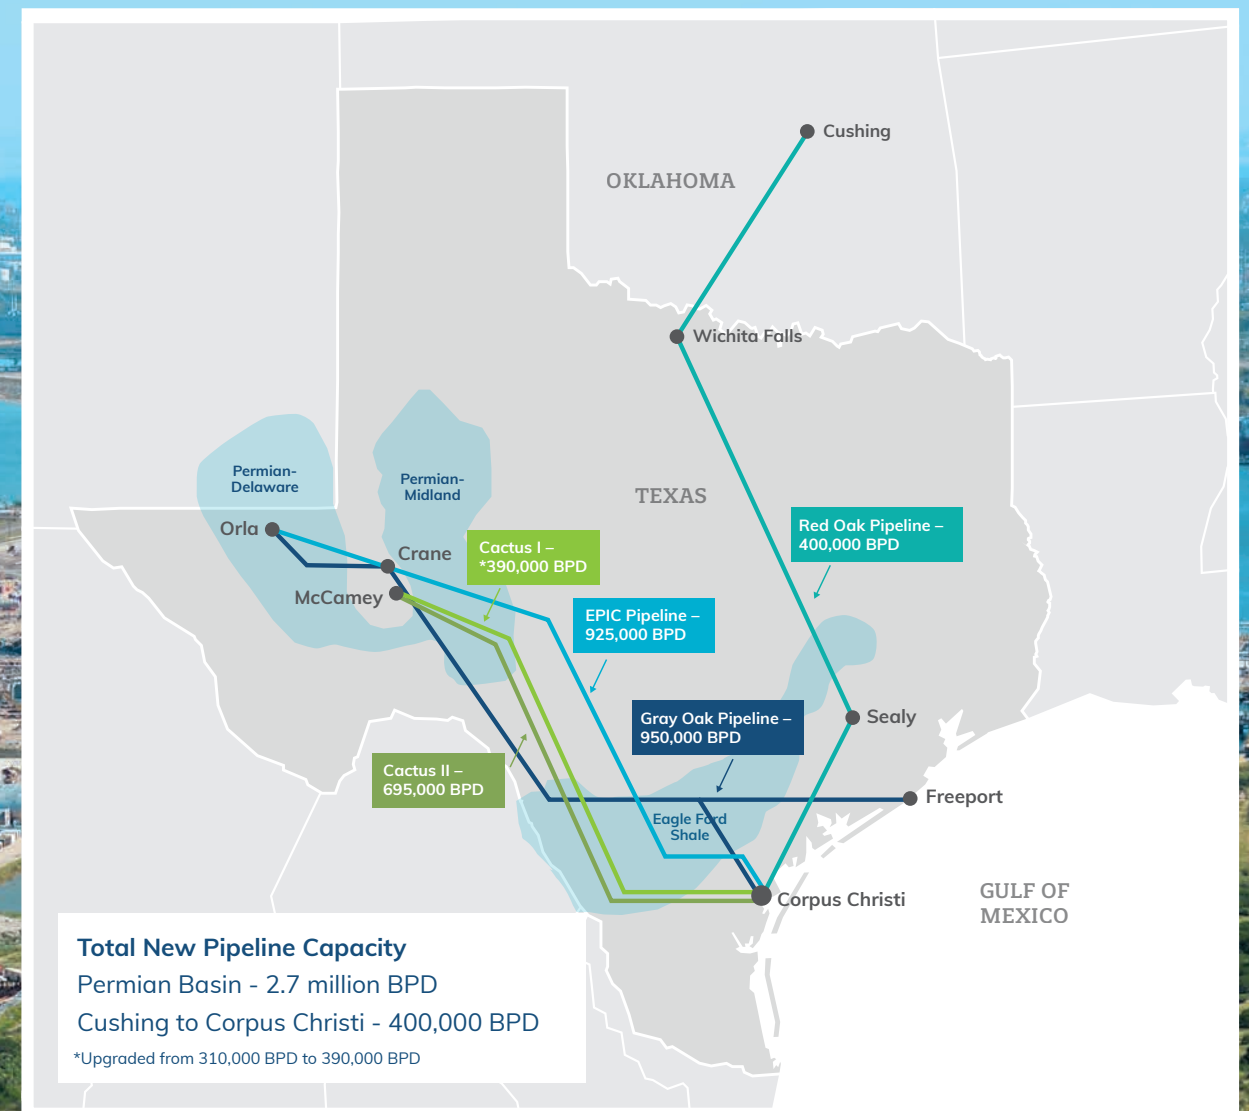 Cushing
OKLAHOMA
Wichita Falls
Permian-
Delaware
Permian-
Midland
TEXAS
Orla
Crane
McCamey
Cactus I –
*390,000 BPD
Red Oak Pipeline –
400,000 BPD
EPIC Pipeline –
925,000 BPD
Gray Oak Pipeline –
950,000 BPD
Sealy
Cactus II –
695,000 BPD
Freeport
Eagle Ford
Shale
Corpus Christi
GULF OF
MEXICO
Total New Pipeline Capacity
Permian Basin - 2.7 million BPD
Cushing to Corpus Christi - 400,000 BPD
*Upgraded from 310,000 BPD to 390,000 BPD